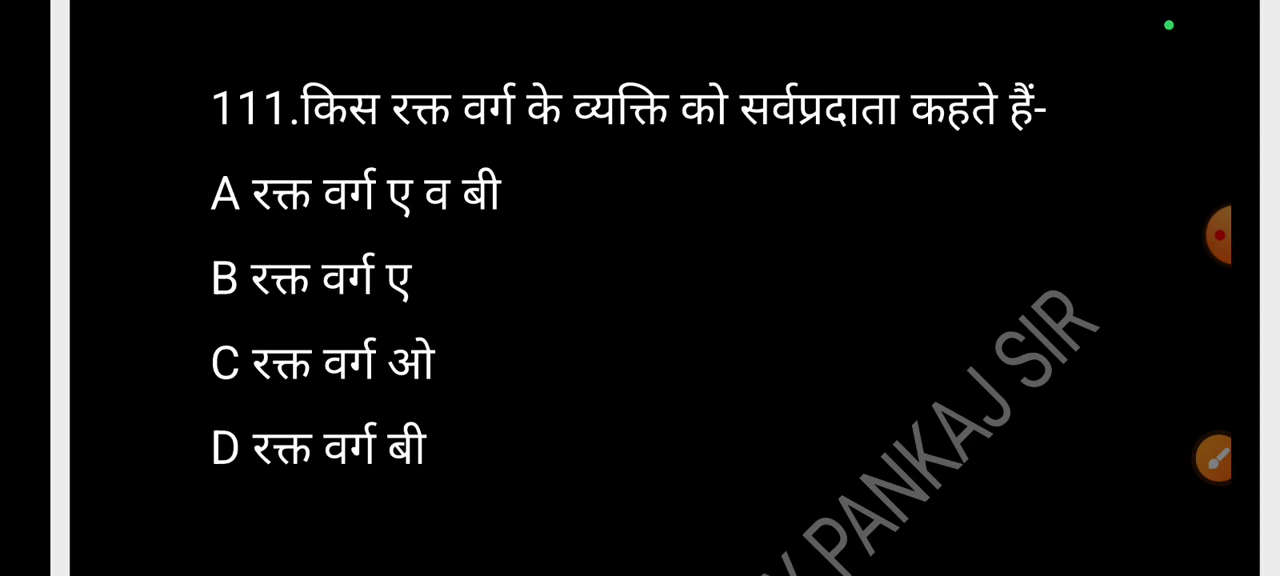 111.किस रक्त वर्ग के व्यक्ति को सर्वप्रदाता कहते हैं-
A रक्त वर्ग ए व बी
B रक्त वर्ग ए
C रक्त वर्ग ओ
D रक्त वर्ग बी
PANKAJ SIR